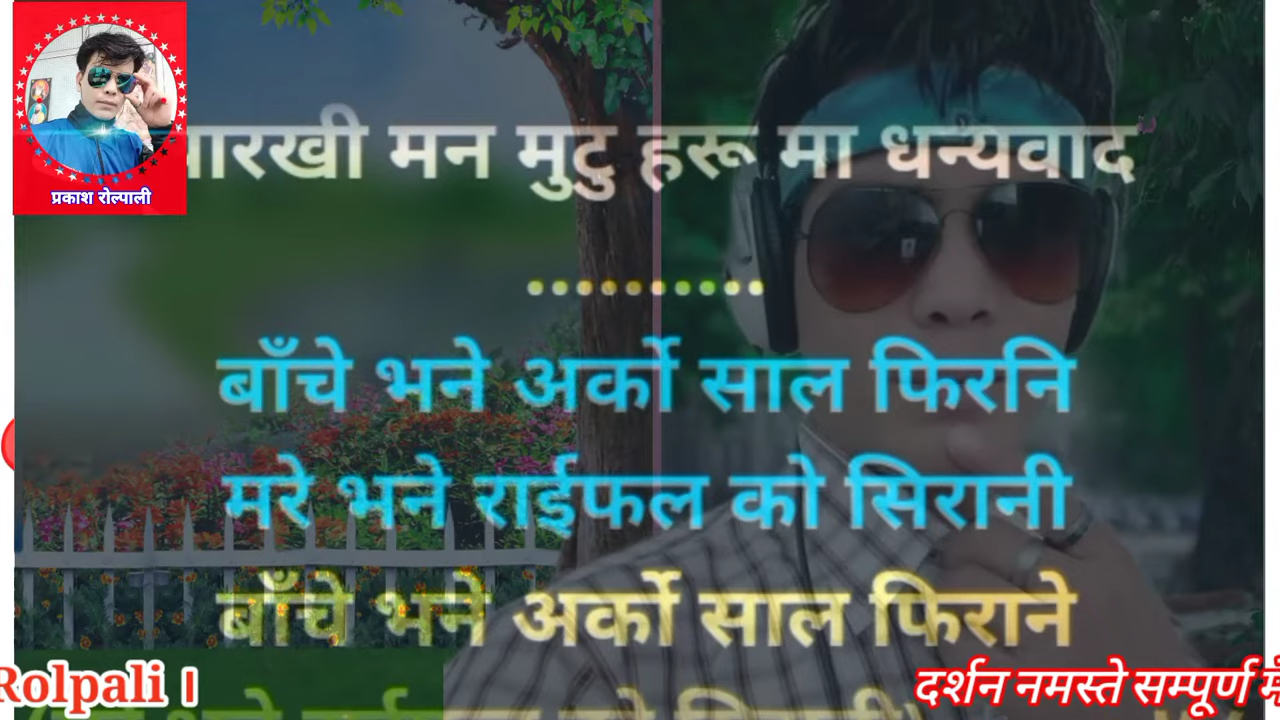 मन मुटु हरू मा धन्यवाद
प्रकाश रोल्पाली
..........
बाँचे भने अर्को साल फिरनि
मरे भने राईफल को सिरानी
बाँचे भने अर्को साल फिराने
Rolpali ।
दर्शन नमस्ते सम्पूर्ण